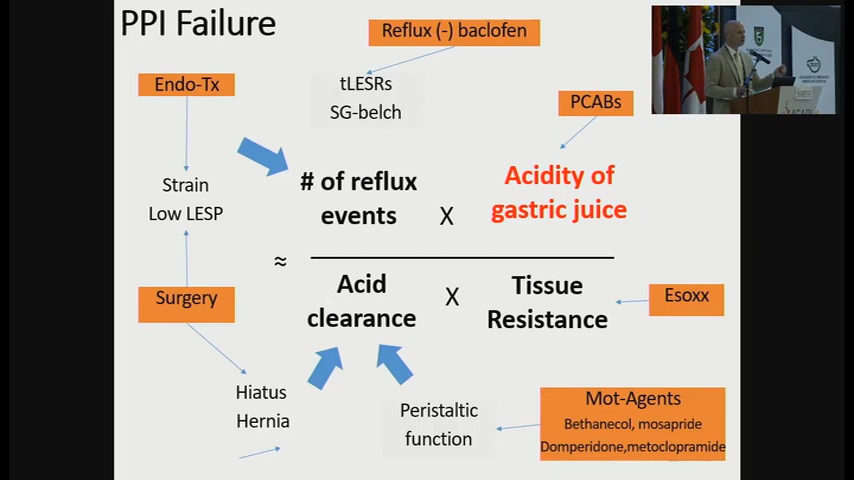 PPI Failure
Reflux (-) baclofen
Endo-Tx
tLESRs
SG-belch
PCABs
Strain
Low LESP
# of reflux
events
X
Acidity of
gastric juice
≈
Acid
clearance
X
Tissue
Resistance
Surgery
Esoxx
Hiatus
Hernia
Peristaltic
function
Mot-Agents
Bethanecol, mosapride
Domperidone,metoclopramide